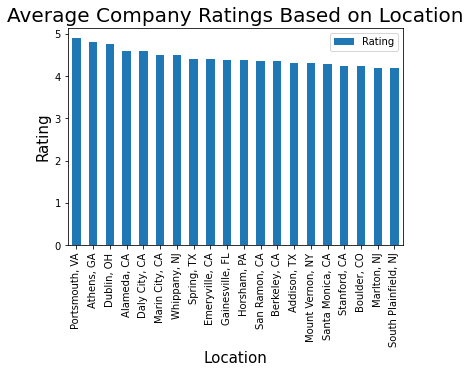 Average Company Ratings Based on Location
Rating
5
4
3
2
1
0
Rating
Portsmouth, VA
Athens, GA
Dublin, OH
Alameda, CA
Daly City, CA
Marin City, CA
Whippany, NJ
Spring, TX
Emeryville, CA
Gainesville, FL
Horsham, PA
San Ramon, CA
Berkeley, CA
Addison, TX
Mount Vernon, NY
Santa Monica, CA
Stanford, CA
Boulder, CO
Marlton, NJ
South Plainfield, NJ
Location